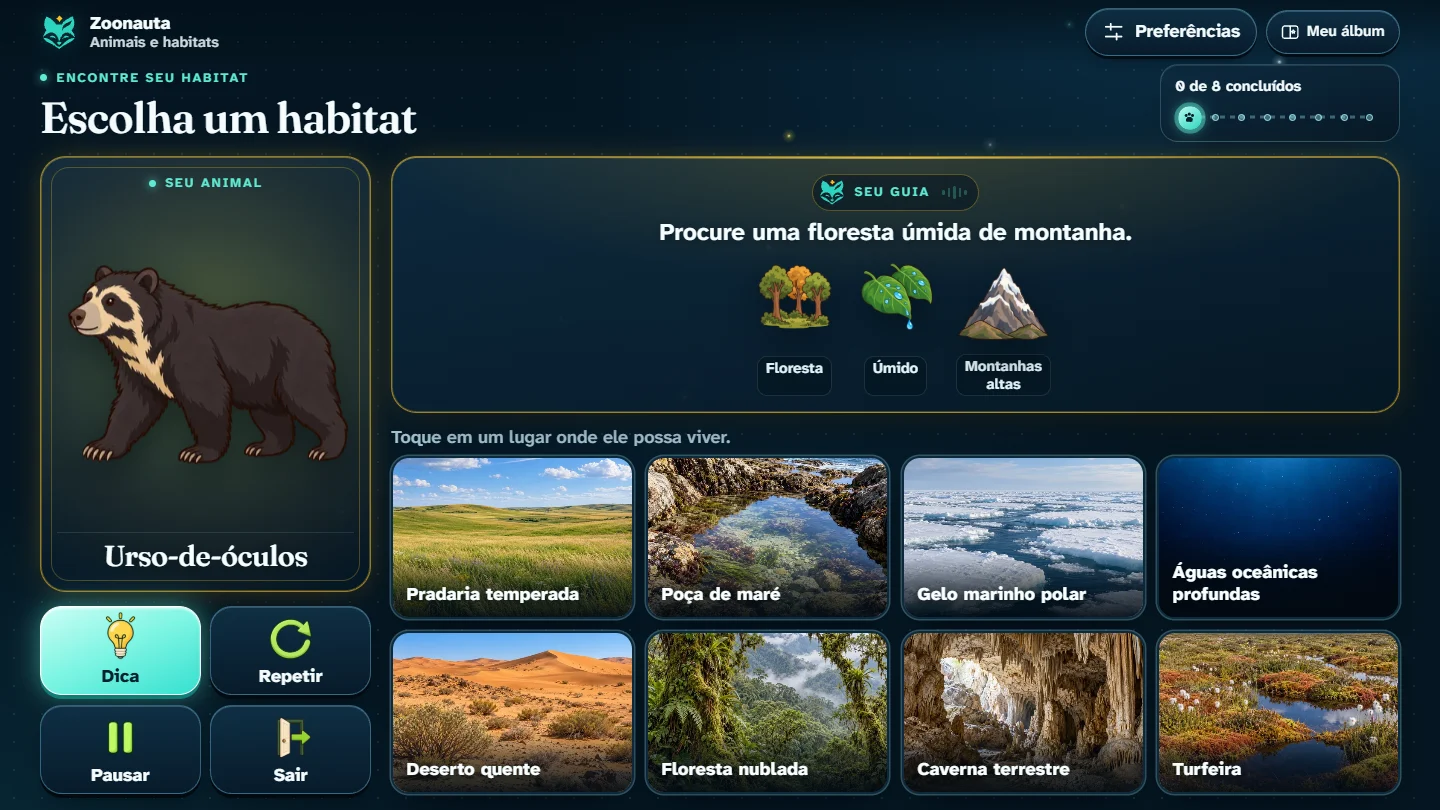 Zoonauta
Animais e habitats
Preferências
Meu álbum
ENCONTRE SEU HABITAT
Escolha um habitat
0 de 8 concluídos
SEU ANIMAL
Urso-de-óculos
SEU GUIA
Procure uma floresta úmida de montanha.
Floresta
Úmido
Montanhas
altas
Toque em um lugar onde ele possa viver.
Pradaria temperada
Poça de maré
Gelo marinho polar
Águas oceânicas
profundas
Deserto quente
Floresta nublada
Caverna terrestre
Turfeira
Dica
Repetir
Pausar
Sair